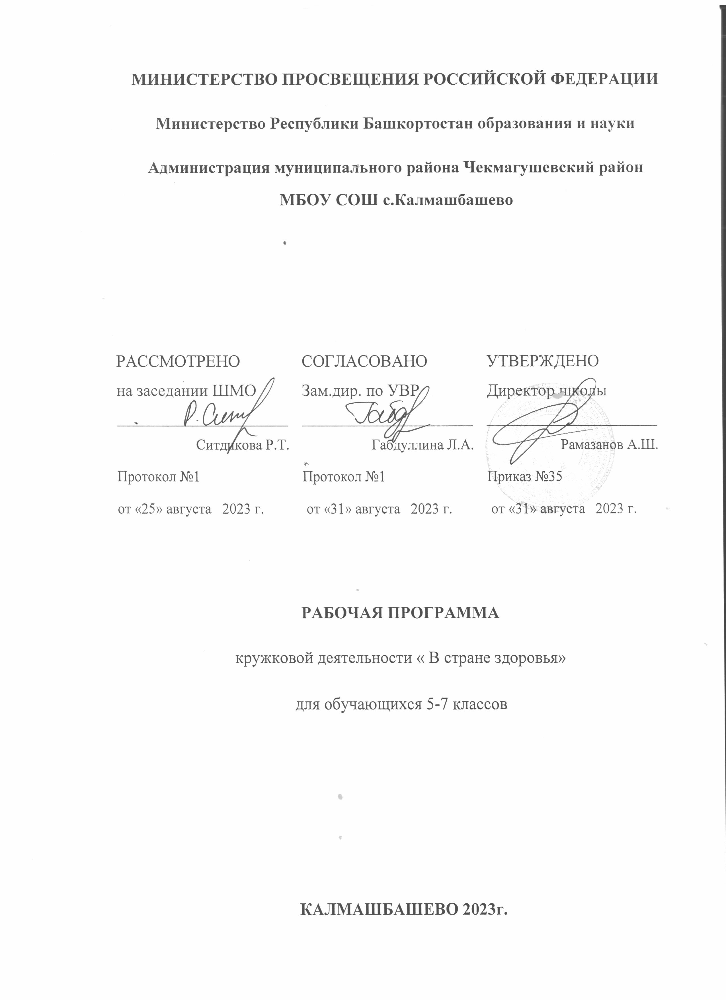 МИНИСТЕРСТВО ПРОСВЕЩЕНИЯ РОССИЙСКОЙ ФЕДЕРАЦИИ
Министерство Республики Башкортостан образования и науки
Администрация муниципального района Чекмагушевский район
МБОУ СОШ с.Калмашбашево
РАССМОТРЕНО
на заседании ШМО
Р. Ситд
Ситдикова Р.Т.
Протокол №1
от «25» августа 2023 г.
СОГЛАСОВАНО
Зам.дир. по УВР
Габд
Габдуллина Л.А.
Протокол №1
от «31» августа 2023 г.
УТВЕРЖДЕНО
Директор школы
Рамазанов А.Ш.
Приказ №35
от «31» августа 2023 г.
РАБОЧАЯ ПРОГРАММА
кружковой деятельности « В стране здоровья»
для обучающихся 5-7 классов
КАЛМАШБАШЕВО 2023г.